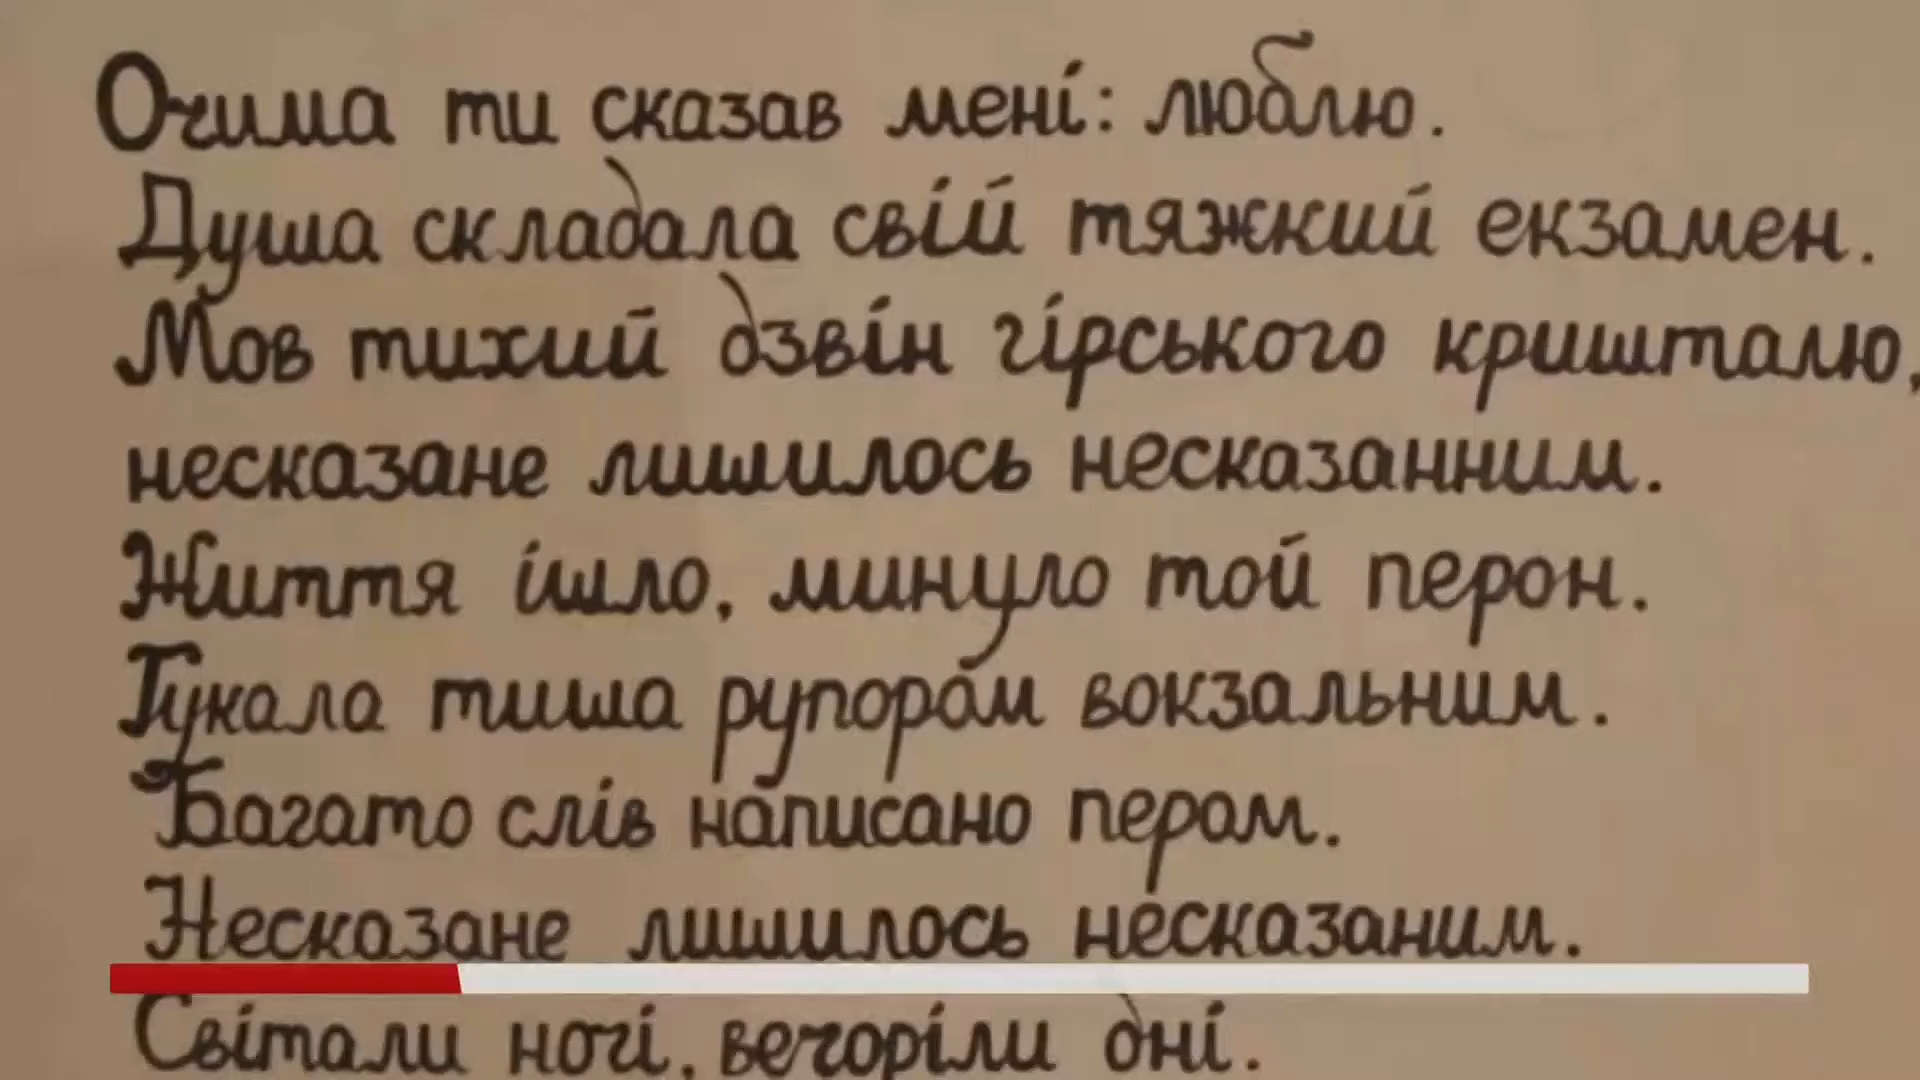 Очима ти сказав мені: люблю.
Душа складала свій тяжкий екзамен.
Мов тихий дзвін гірського кришталю,
несказане лишилось несказанним.
Життя ішло, минуло той перон.
Гукала тиша рупором вокзальним.
Багато слів написано пером.
Несказане лишилось несказаним.
Світали ночі, вечоріли дні.